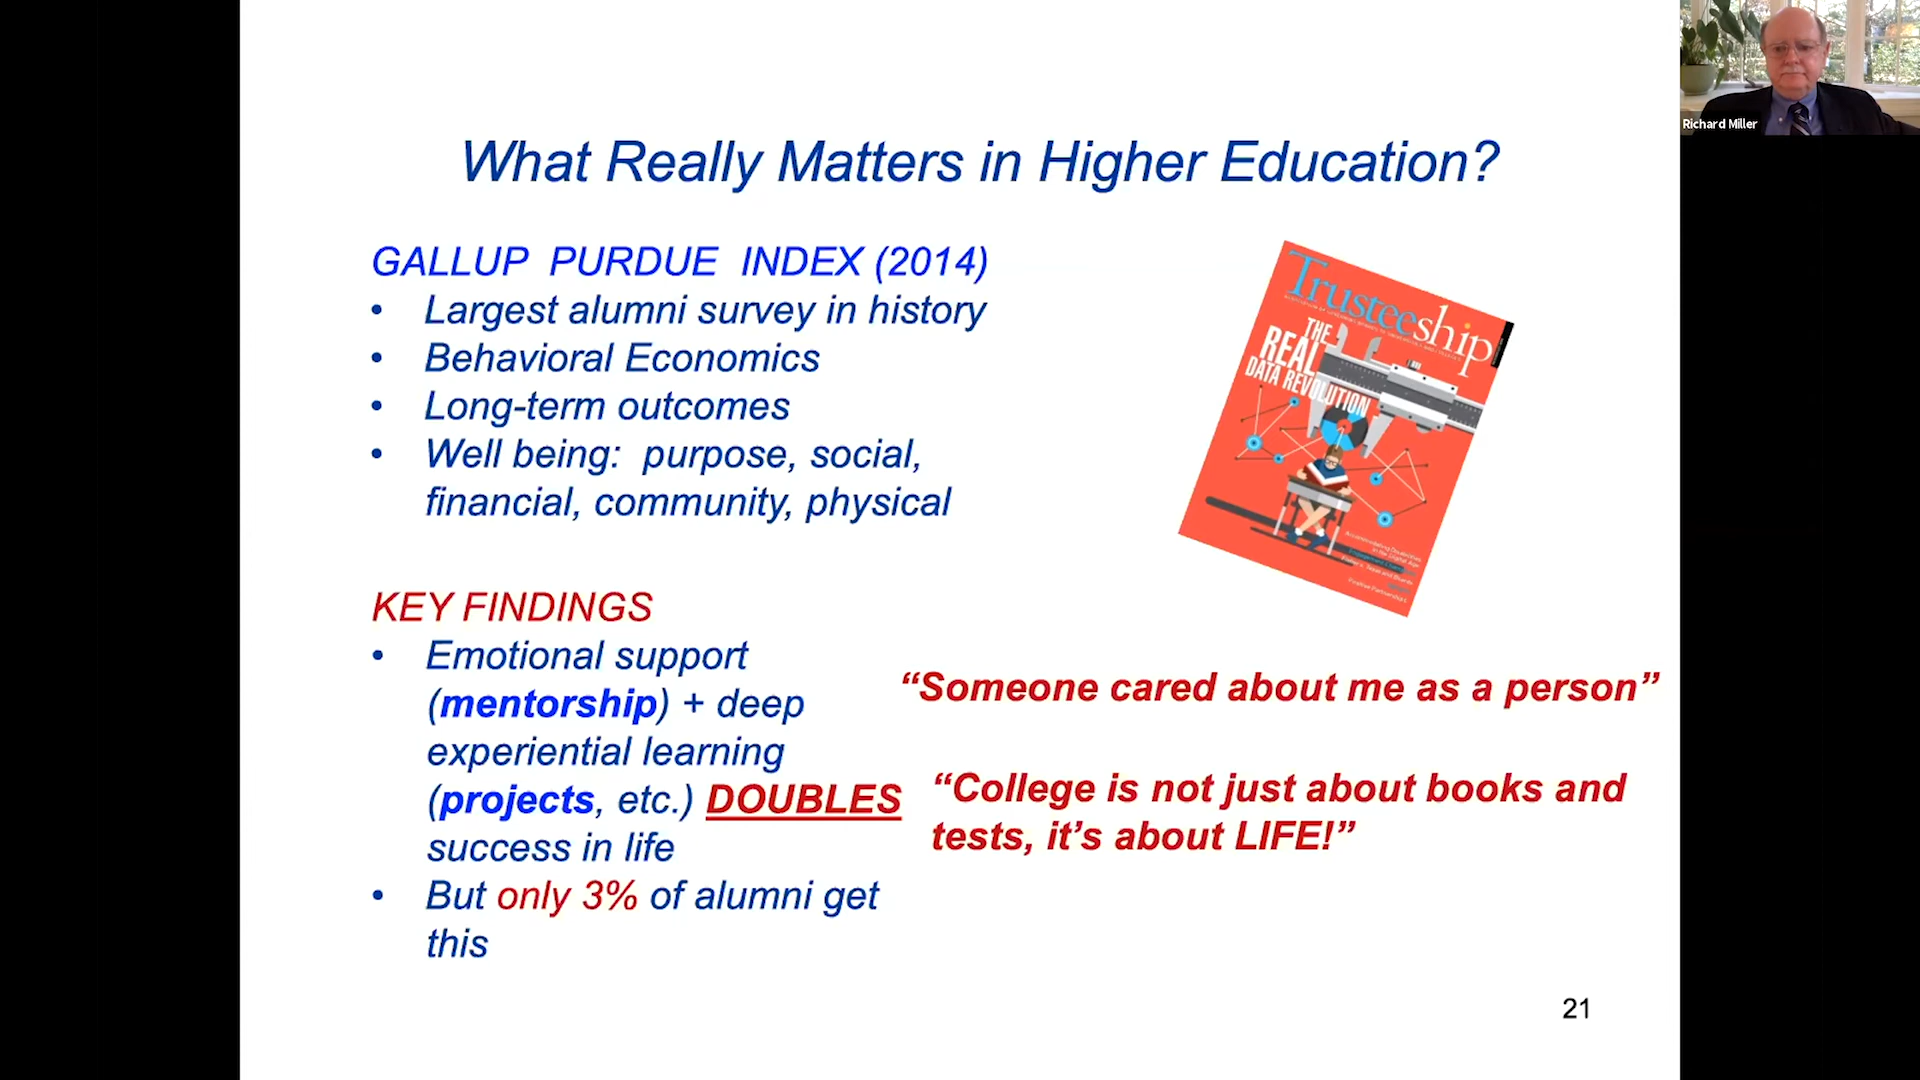 Richard Miller
What Really Matters in Higher Education?
GALLUP PURDUE INDEX (2014)
• Largest alumni survey in history
• Behavioral Economics
• Long-term outcomes
• Well being: purpose, social,
financial, community, physical
Trusteeship
THE
REAL
DATA REVOLUTION
KEY FINDINGS
• Emotional support
(mentorship) + deep
experiential learning
(projects, etc.) DOUBLES
success in life
• But only 3% of alumni get
this
“Someone cared about me as a person”
“College is not just about books and
tests, it’s about LIFE!”
21